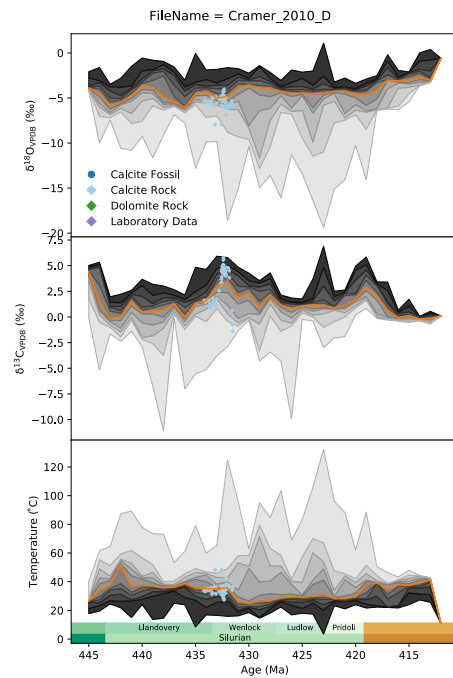 FileName = Cramer_2010_D
0
−5
−10
−15
−20
δ18OVPDB (‰)
Calcite Fossil
Calcite Rock
Dolomite Rock
Laboratory Data
7.5
5.0
2.5
0.0
−2.5
−5.0
−7.5
−10.0
δ13CVPDB (‰)
120
100
80
60
40
20
0
Temperature (˚C)
Llandovery Wenlock Ludlow Pridoli
Silurian
445 440 435 430 425 420 415
Age (Ma)